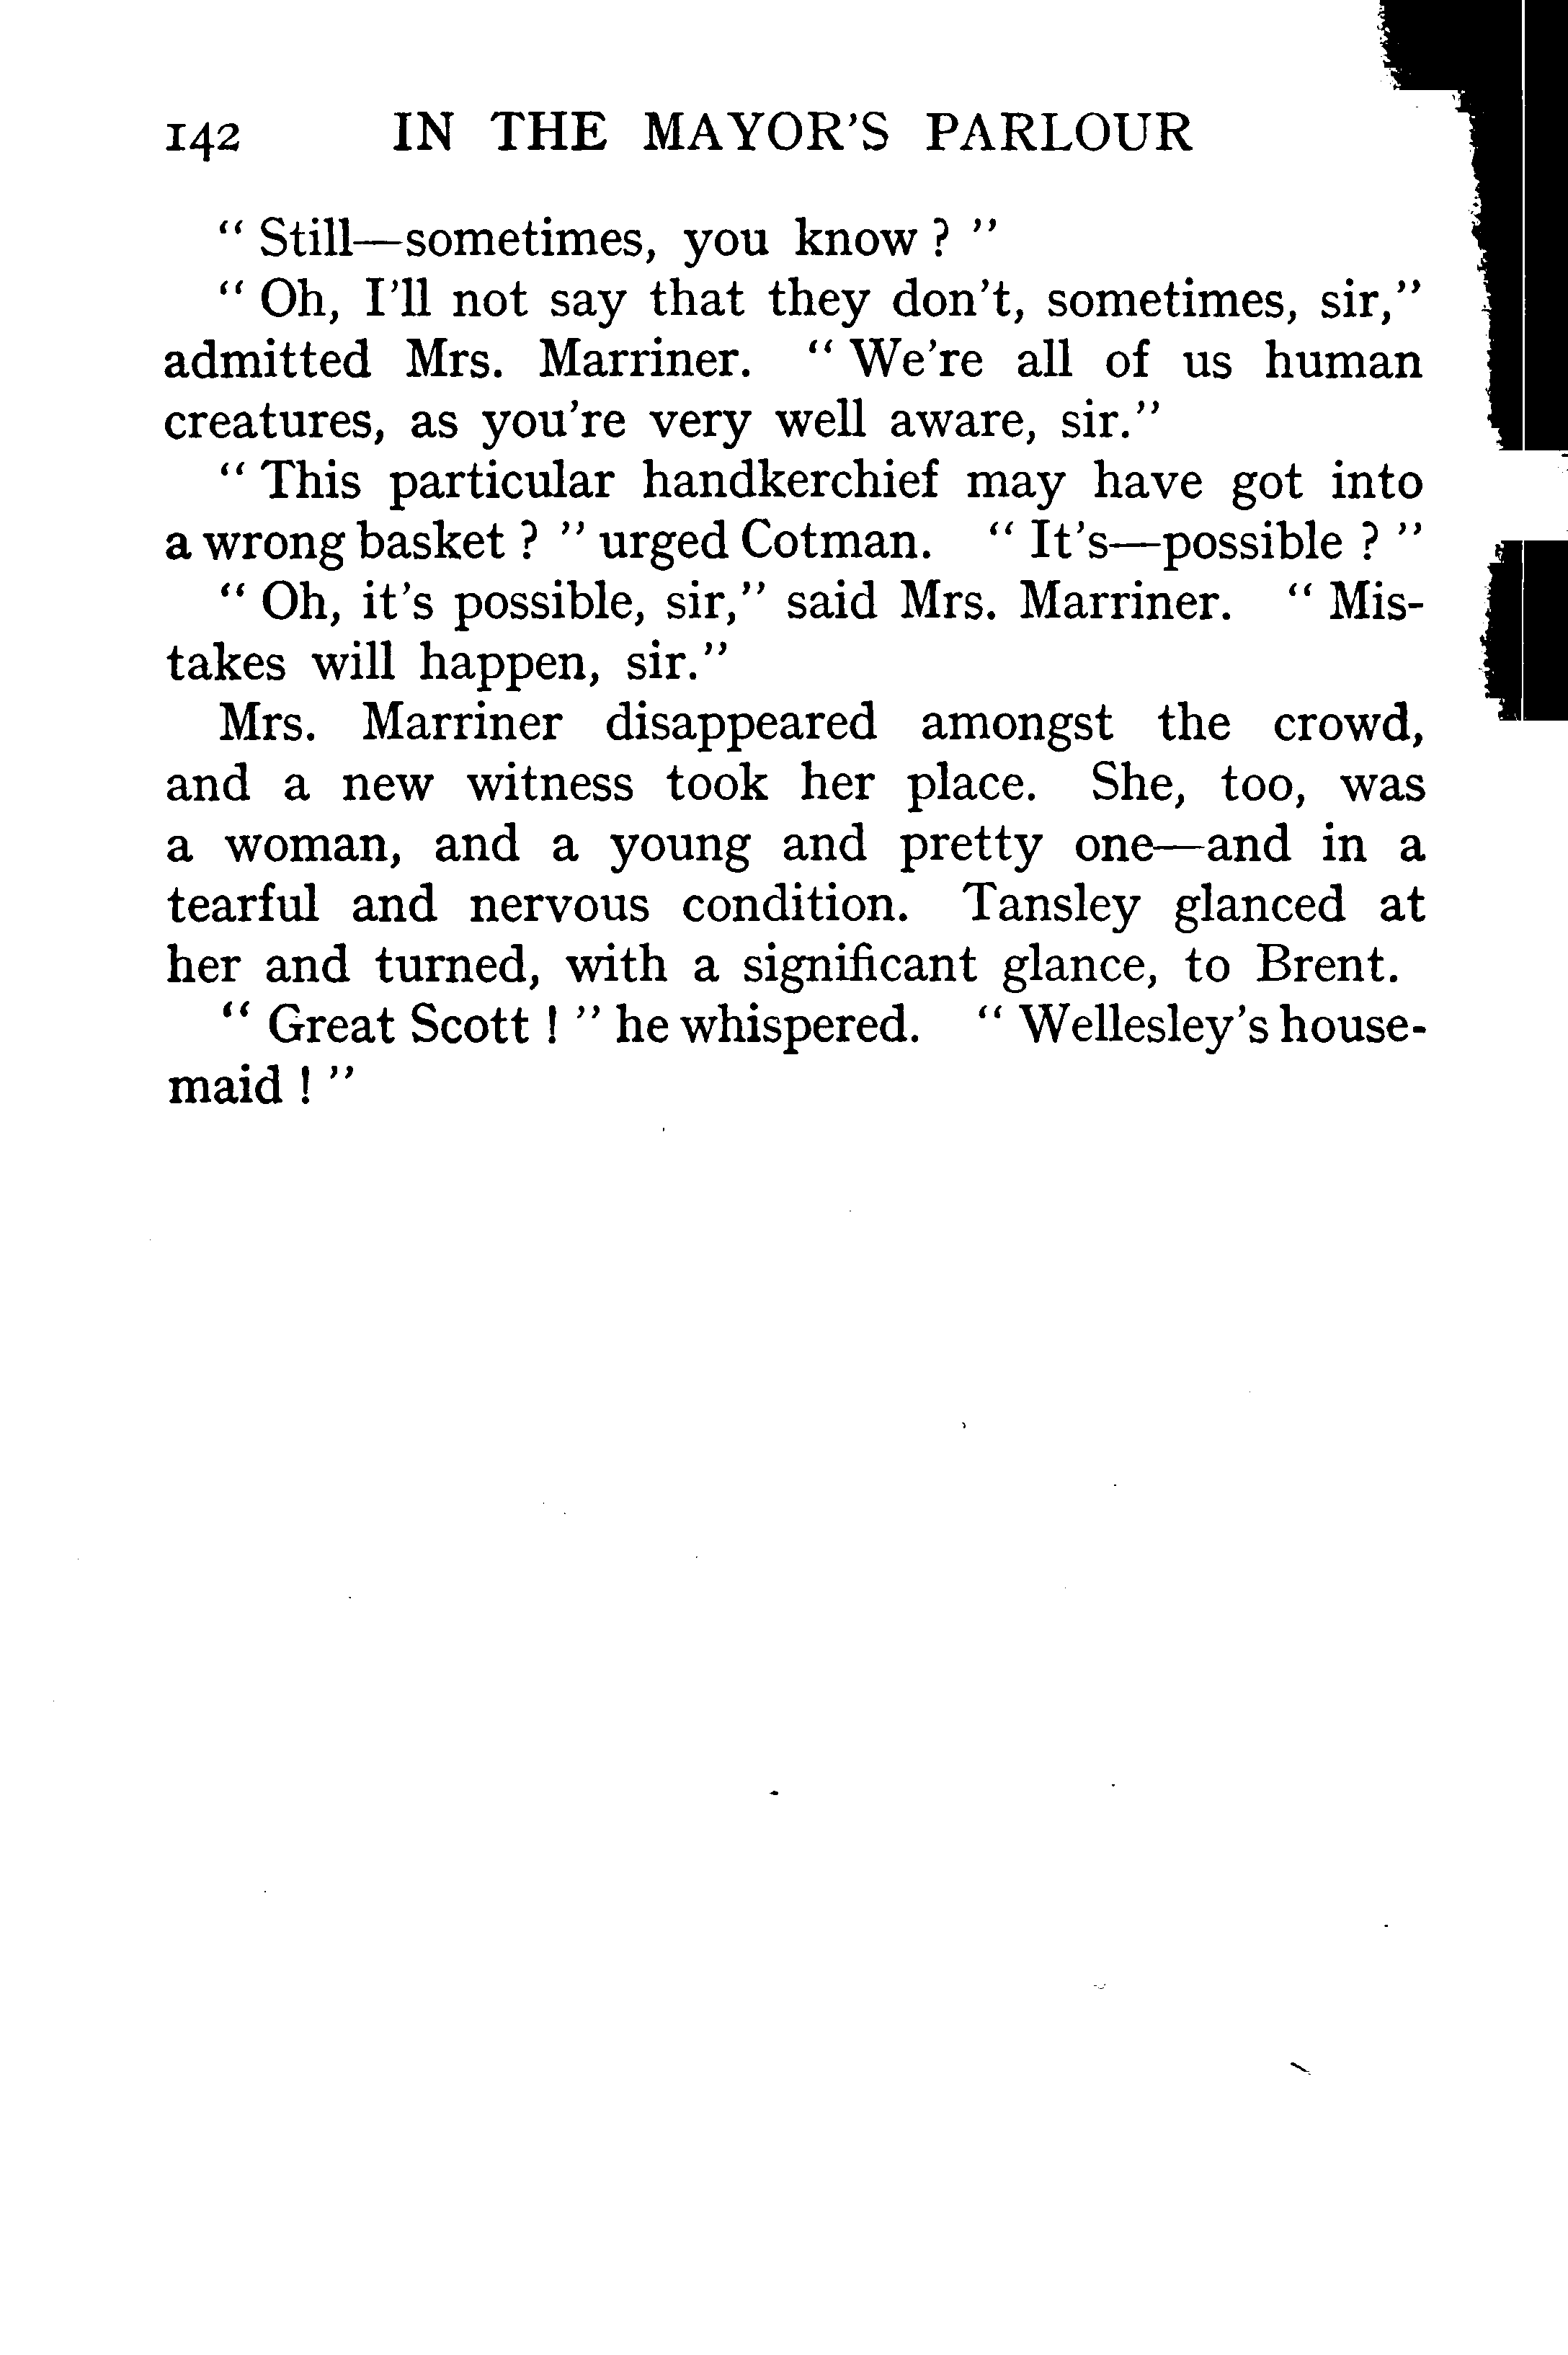 142 IN THE MAYOR'S PARLOUR
“ Still—sometimes, you know ? ”
“ Oh, I'll not say that they don't, sometimes, sir,”
admitted Mrs. Marriner. “ We're all of us human
creatures, as you're very well aware, sir.”
“ This particular handkerchief may have got into
a wrong basket ? ” urged Cotman. “ It's—possible ? ”
“ Oh, it's possible, sir,” said Mrs. Marriner. “ Mis-
takes will happen, sir.”
Mrs. Marriner disappeared amongst the crowd,
and a new witness took her place. She, too, was
a woman, and a young and pretty one—and in a
tearful and nervous condition. Tansley glanced at
her and turned, with a significant glance, to Brent.
“ Great Scott ! ” he whispered. “ Wellesley's house-
maid ! ”